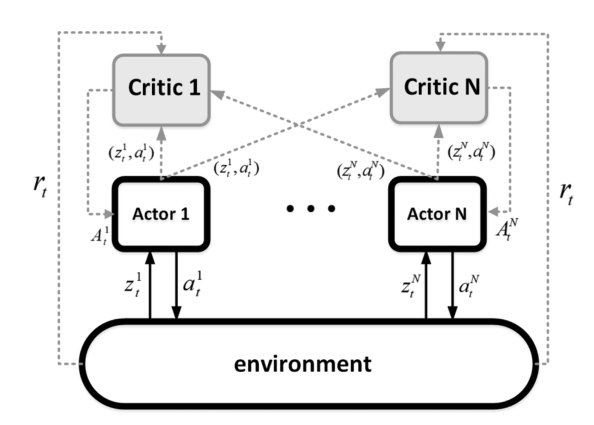 Critic 1
Critic N
(z_t^1, a_t^1)
(z_t^1, a_t^1)
(z_t^N, a_t^N)
(z_t^N, a_t^N)
r_t
r_t
Actor 1
• • •
Actor N
A_t^1
A_t^N
z_t^1
a_t^1
z_t^N
a_t^N
environment